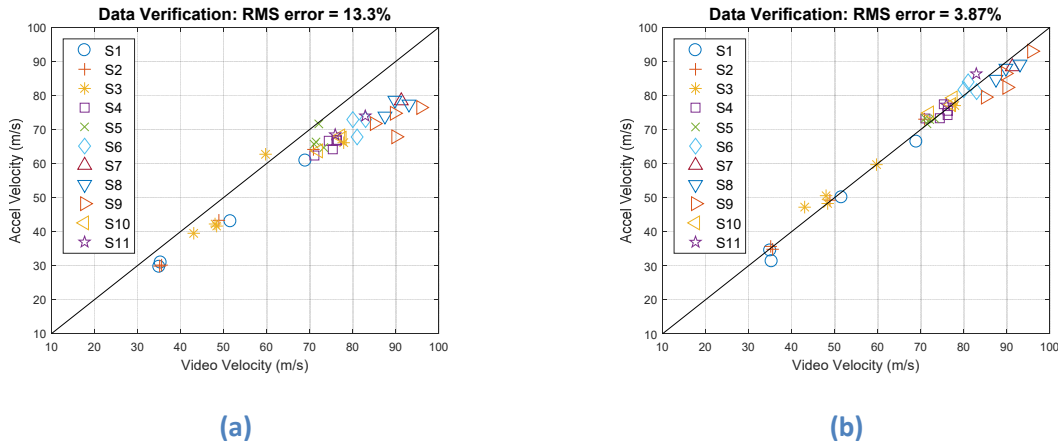 Data Verification: RMS error = 13.3%
100
90
80
70
60
50
40
30
20
10
Accel Velocity (m/s)
S1
S2
S3
S4
S5
S6
S7
S8
S9
S10
S11
10 20 30 40 50 60 70 80 90 100
Video Velocity (m/s)
(a)
Data Verification: RMS error = 3.87%
100
90
80
70
60
50
40
30
20
10
Accel Velocity (m/s)
S1
S2
S3
S4
S5
S6
S7
S8
S9
S10
S11
10 20 30 40 50 60 70 80 90 100
Video Velocity (m/s)
(b)